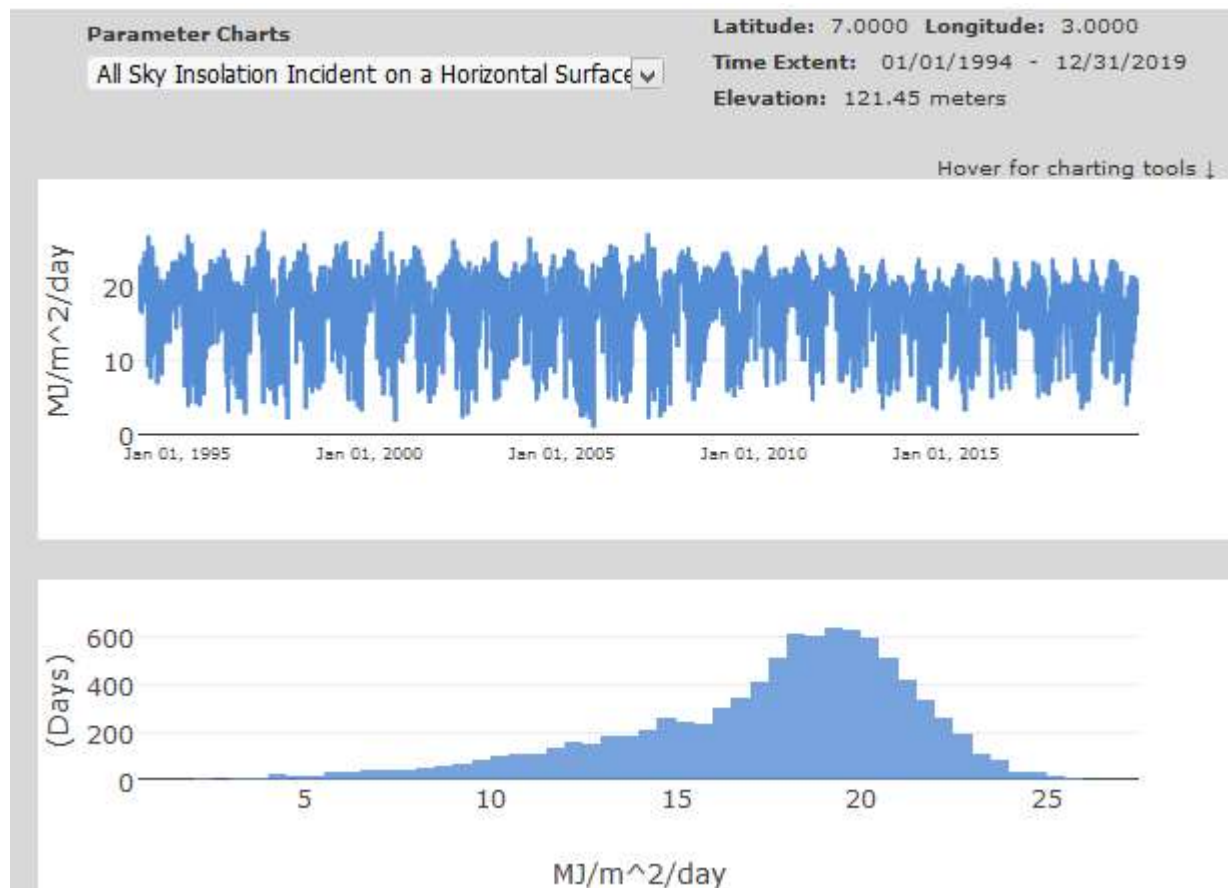 Parameter Charts
All Sky Insolation Incident on a Horizontal Surface
Latitude: 7.0000 Longitude: 3.0000
Time Extent: 01/01/1994 - 12/31/2019
Elevation: 121.45 meters
Hover for charting tools ↓
MJ/m^2/day
20
10
0
Jan 01, 1995 Jan 01, 2000 Jan 01, 2005 Jan 01, 2010 Jan 01, 2015
(Days)
600
400
200
0
5 10 15 20 25
MJ/m^2/day